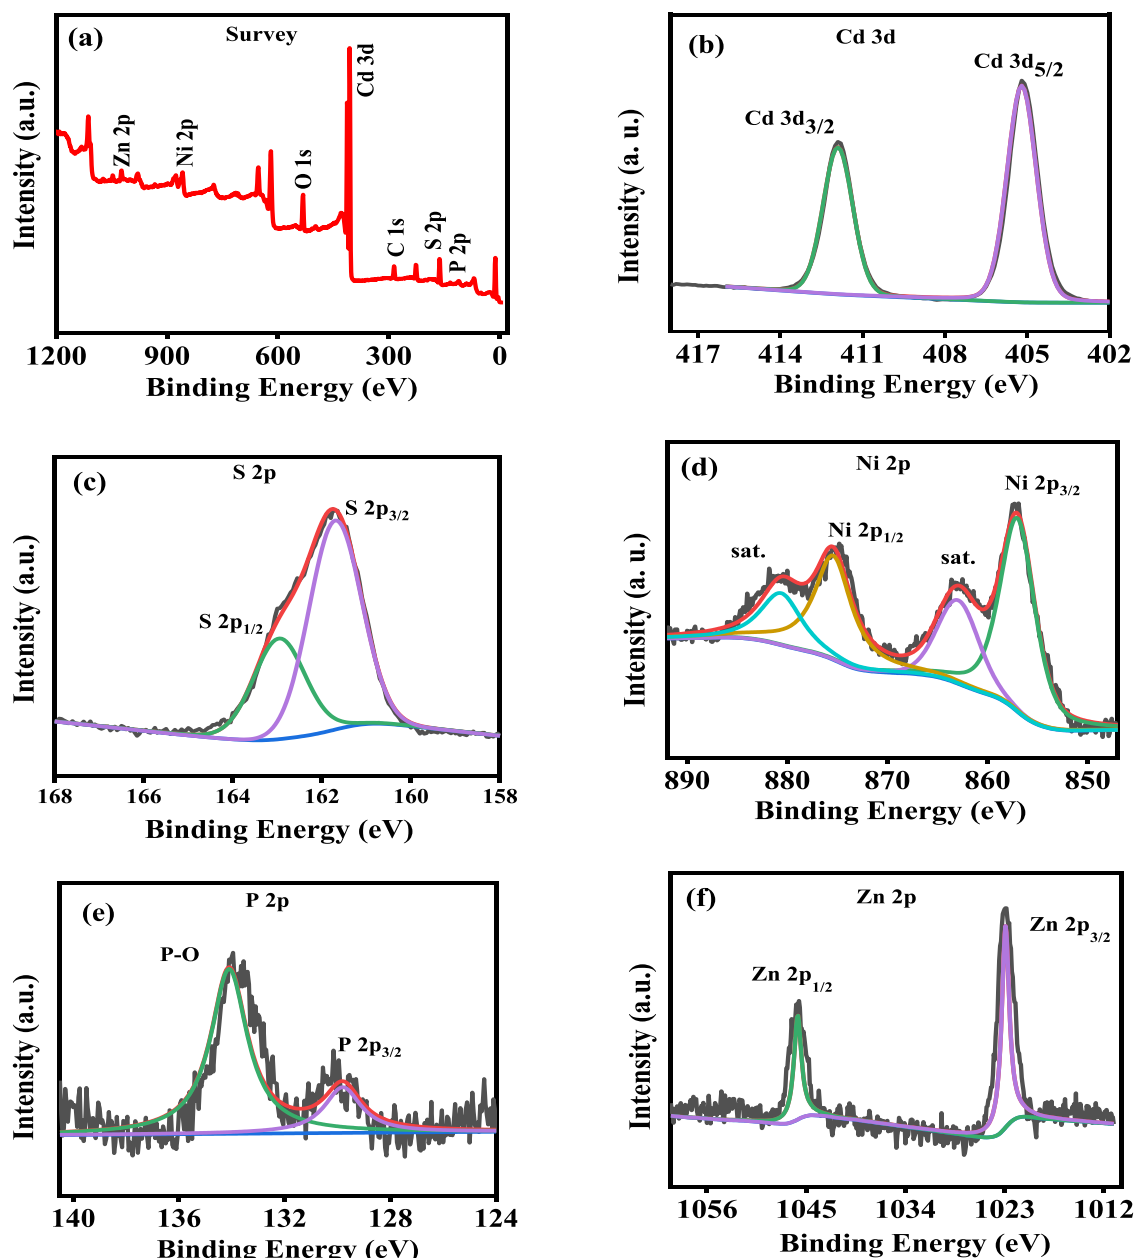 (a)
Survey
Zn 2p
Ni 2p
O 1s
Cd 3d
C 1s
S 2p
P 2p
Intensity (a.u.)
1200 900 600 300 0
Binding Energy (eV)
(b)
Cd 3d
Cd 3d5/2
Cd 3d3/2
Intensity (a. u.)
417 414 411 408 405 402
Binding Energy (eV)
(c)
S 2p
S 2p3/2
S 2p1/2
Intensity (a.u.)
168 166 164 162 160 158
Binding Energy (eV)
(d)
Ni 2p
Ni 2p3/2
Ni 2p1/2
sat.
sat.
Intensity (a. u.)
890 880 870 860 850
Binding Energy (eV)
(e)
P 2p
P-O
P 2p3/2
Intensity (a.u.)
140 136 132 128 124
Binding Energy (eV)
(f)
Zn 2p
Zn 2p3/2
Zn 2p1/2
Intensity (a.u.)
1056 1045 1034 1023 1012
Binding Energy (eV)